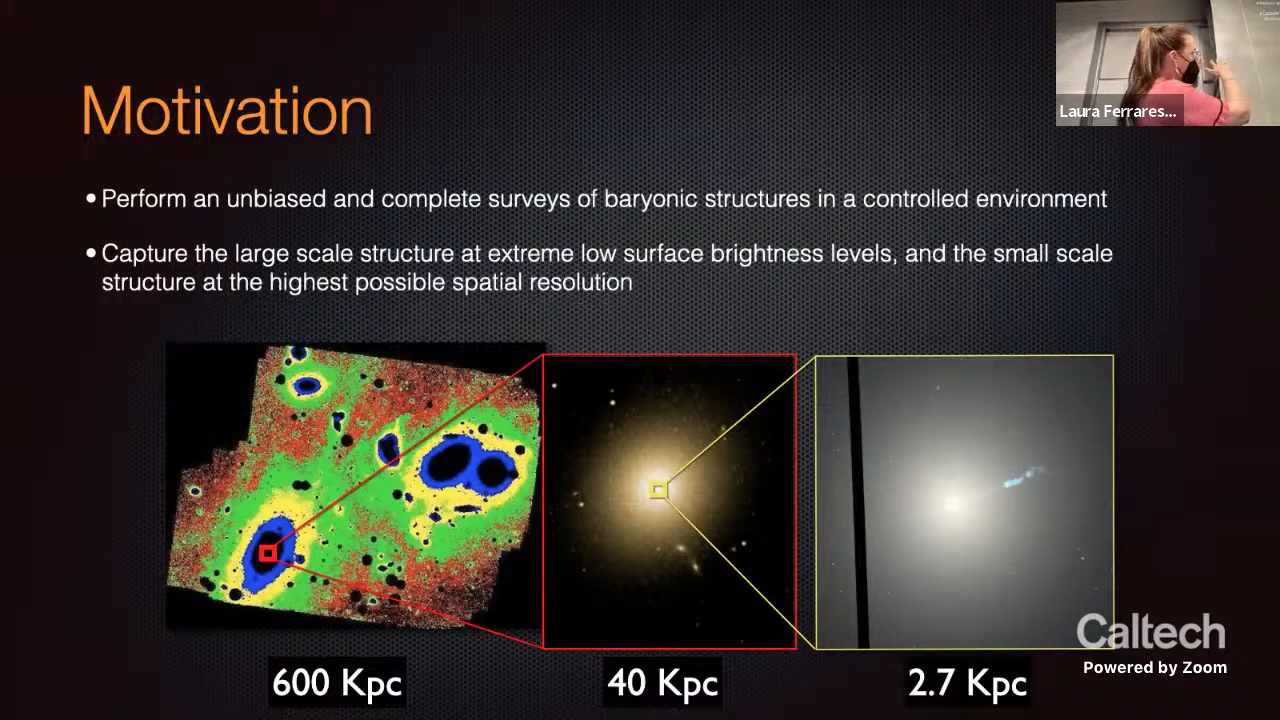 Laura Ferrares...
Motivation
• Perform an unbiased and complete surveys of baryonic structures in a controlled environment
• Capture the large scale structure at extreme low surface brightness levels, and the small scale
structure at the highest possible spatial resolution
Caltech
Powered by Zoom
600 Kpc
40 Kpc
2.7 Kpc